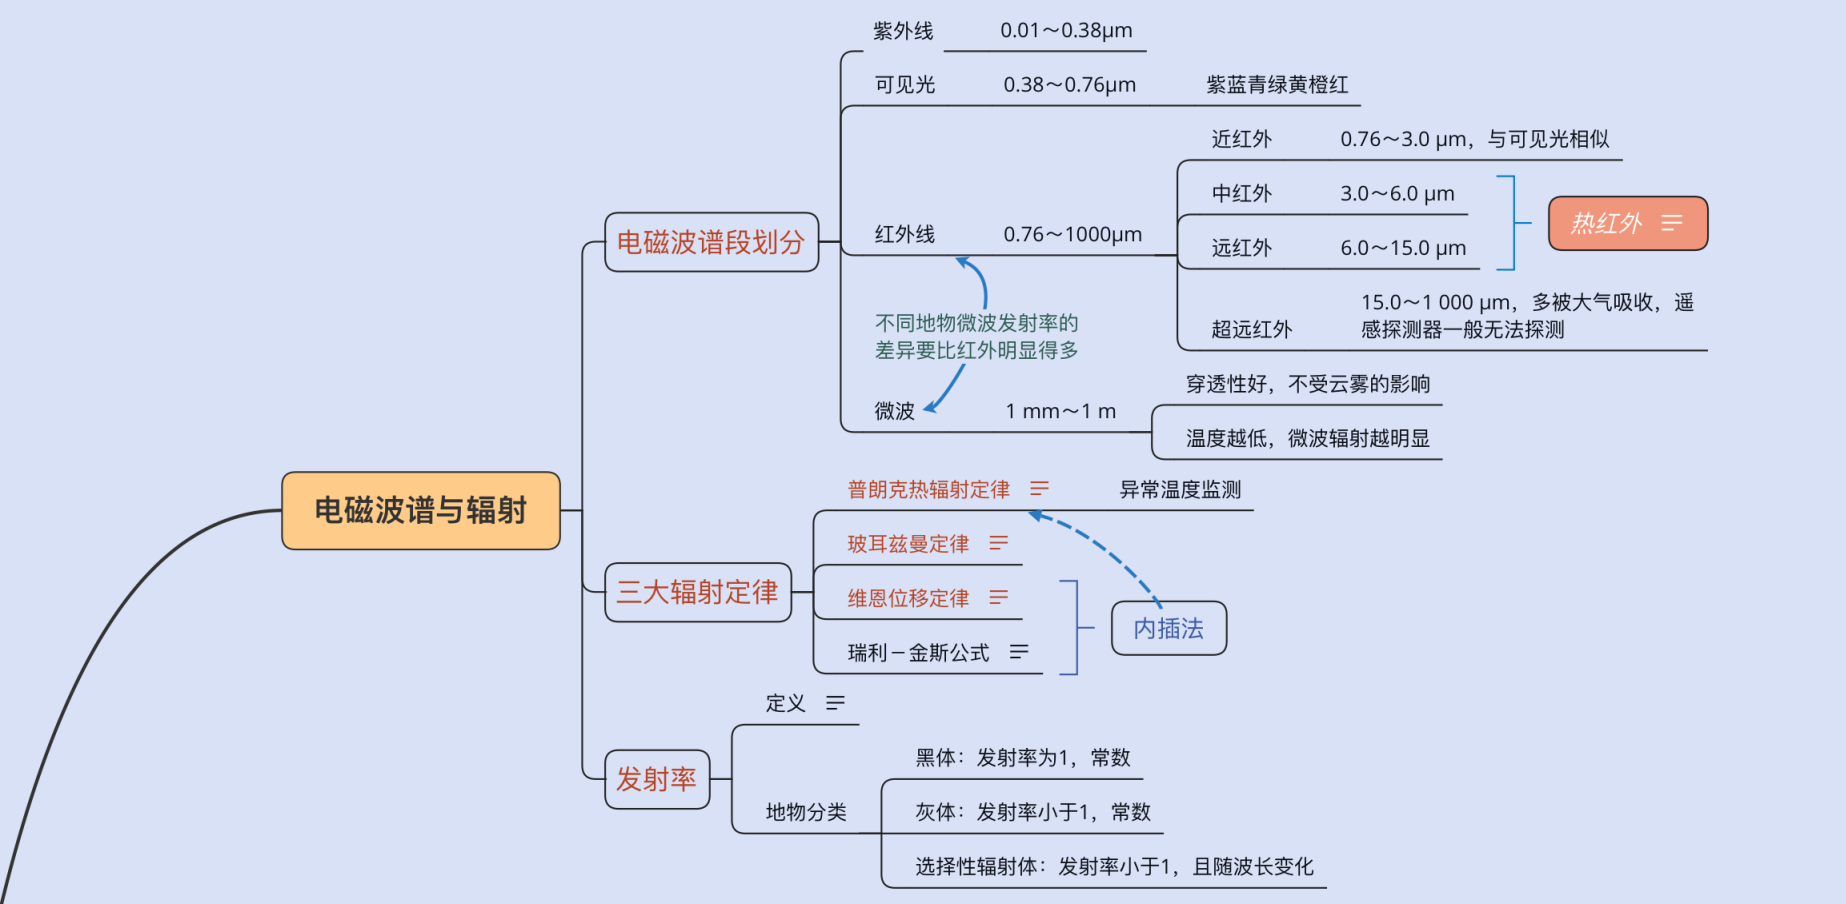 电磁波谱与辐射
电磁波谱段划分
紫外线 0.01～0.38μm
可见光 0.38～0.76μm 紫蓝青绿黄橙红
红外线 0.76～1000μm
近红外 0.76～3.0 μm，与可见光相似
中红外 3.0～6.0 μm
远红外 6.0～15.0 μm
热红外
超远红外 15.0～1 000 μm，多被大气吸收，遥
感探测器一般无法探测
不同地物微波发射率的
差异要比红外明显得多
微波 1 mm～1 m
穿透性好，不受云雾的影响
温度越低，微波辐射越明显
三大辐射定律
普朗克热辐射定律 异常温度监测
玻耳兹曼定律
维恩位移定律
瑞利－金斯公式
内插法
发射率
定义
地物分类
黑体：发射率为1，常数
灰体：发射率小于1，常数
选择性辐射体：发射率小于1，且随波长变化